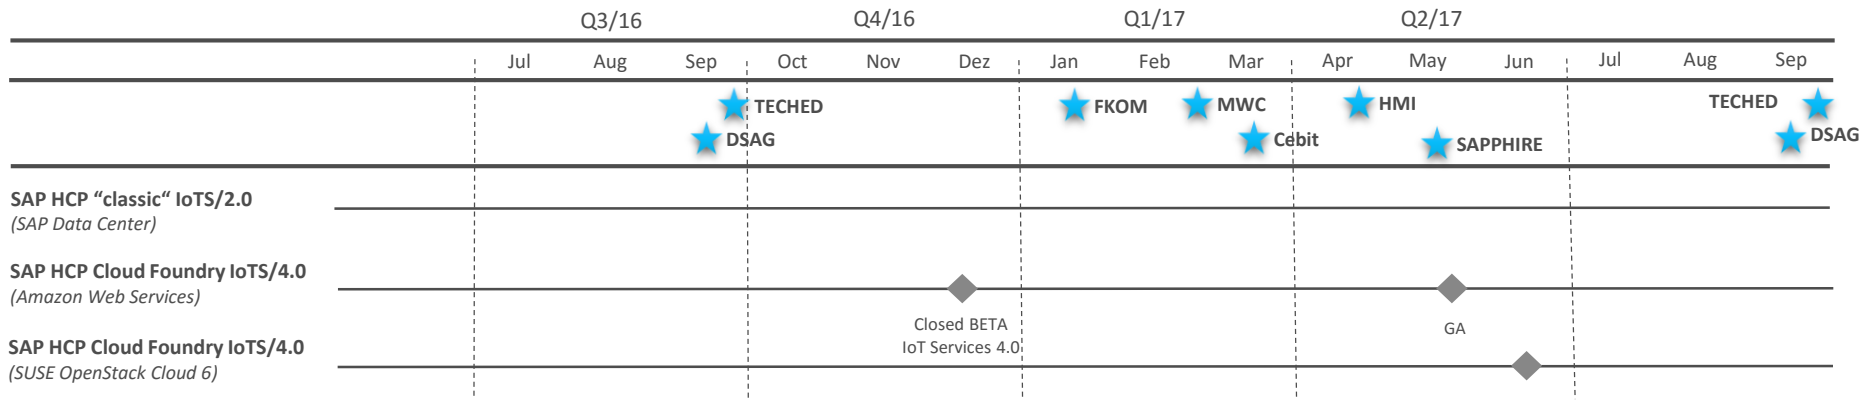 Q3/16 Q4/16 Q1/17 Q2/17
Jul Aug Sep Oct Nov Dez Jan Feb Mar Apr May Jun Jul Aug Sep
TECHED FKOM MWC HMI TECHED
DSAG Cebit SAPPHIRE DSAG
SAP HCP “classic“ IoTS/2.0
(SAP Data Center)
SAP HCP Cloud Foundry IoTS/4.0
(Amazon Web Services)
Closed BETA GA
IoT Services 4.0
SAP HCP Cloud Foundry IoTS/4.0
(SUSE OpenStack Cloud 6)